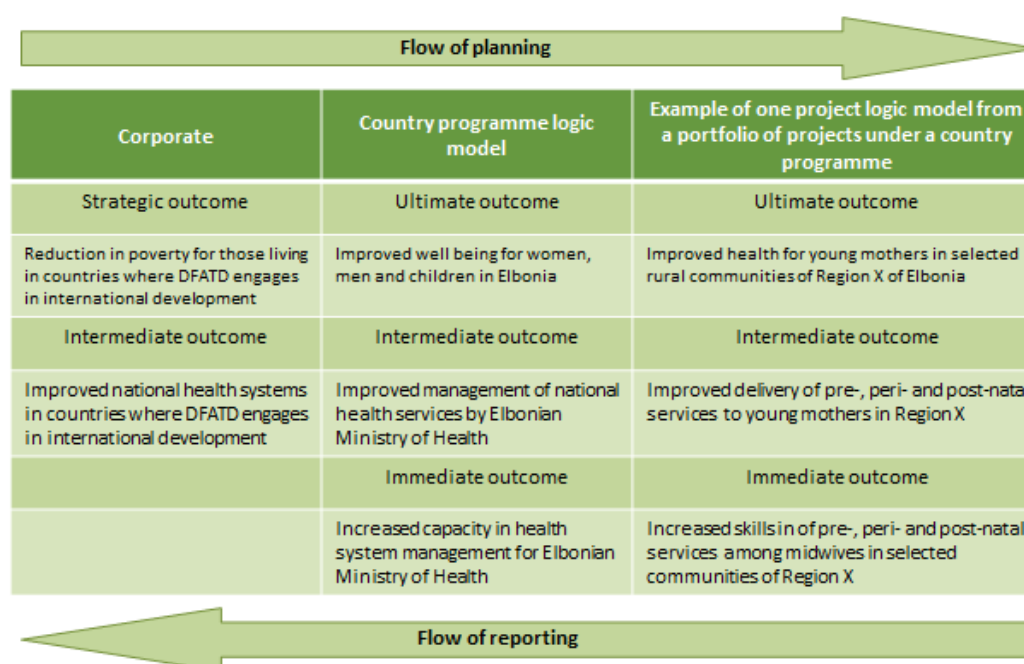 Flow of planning
Corporate
Country programme logic
model
Example of one project logic model from
a portfolio of projects under a country
programme
Strategic outcome
Ultimate outcome
Ultimate outcome
Reduction in poverty for those living
in countries where DFATD engages
in international development
Improved well being for women,
men and children in Elbonia
Improved health for young mothers in selected
rural communities of Region X of Elbonia
Intermediate outcome
Intermediate outcome
Intermediate outcome
Improved national health systems
in countries where DFATD engages
in international development
Improved management of national
health services by Elbonian
Ministry of Health
Improved delivery of pre-, peri- and post-nata
services to young mothers in Region X
Immediate outcome
Immediate outcome
Increased capacity in health
system management for Elbonian
Ministry of Health
Increased skills in of pre-, peri- and post-natal
services among midwives in selected
communities of Region X
Flow of reporting